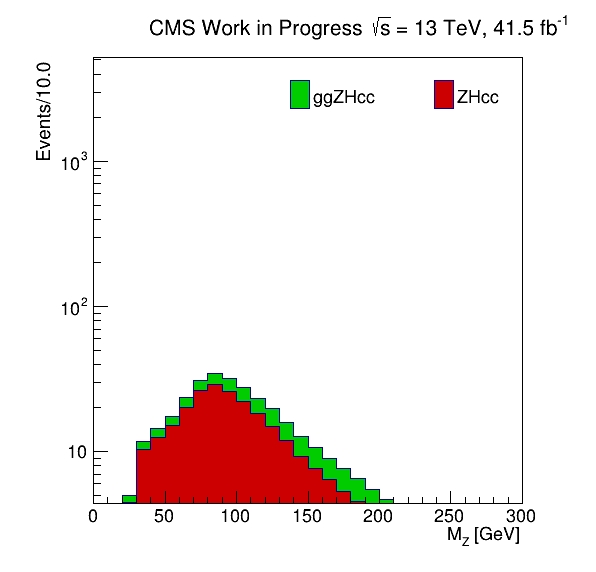 CMS Work in Progress √s = 13 TeV, 41.5 fb⁻¹
Events/10.0
ggZHcc ZHcc
10³
10²
10
0 50 100 150 200 250 300
M_Z [GeV]